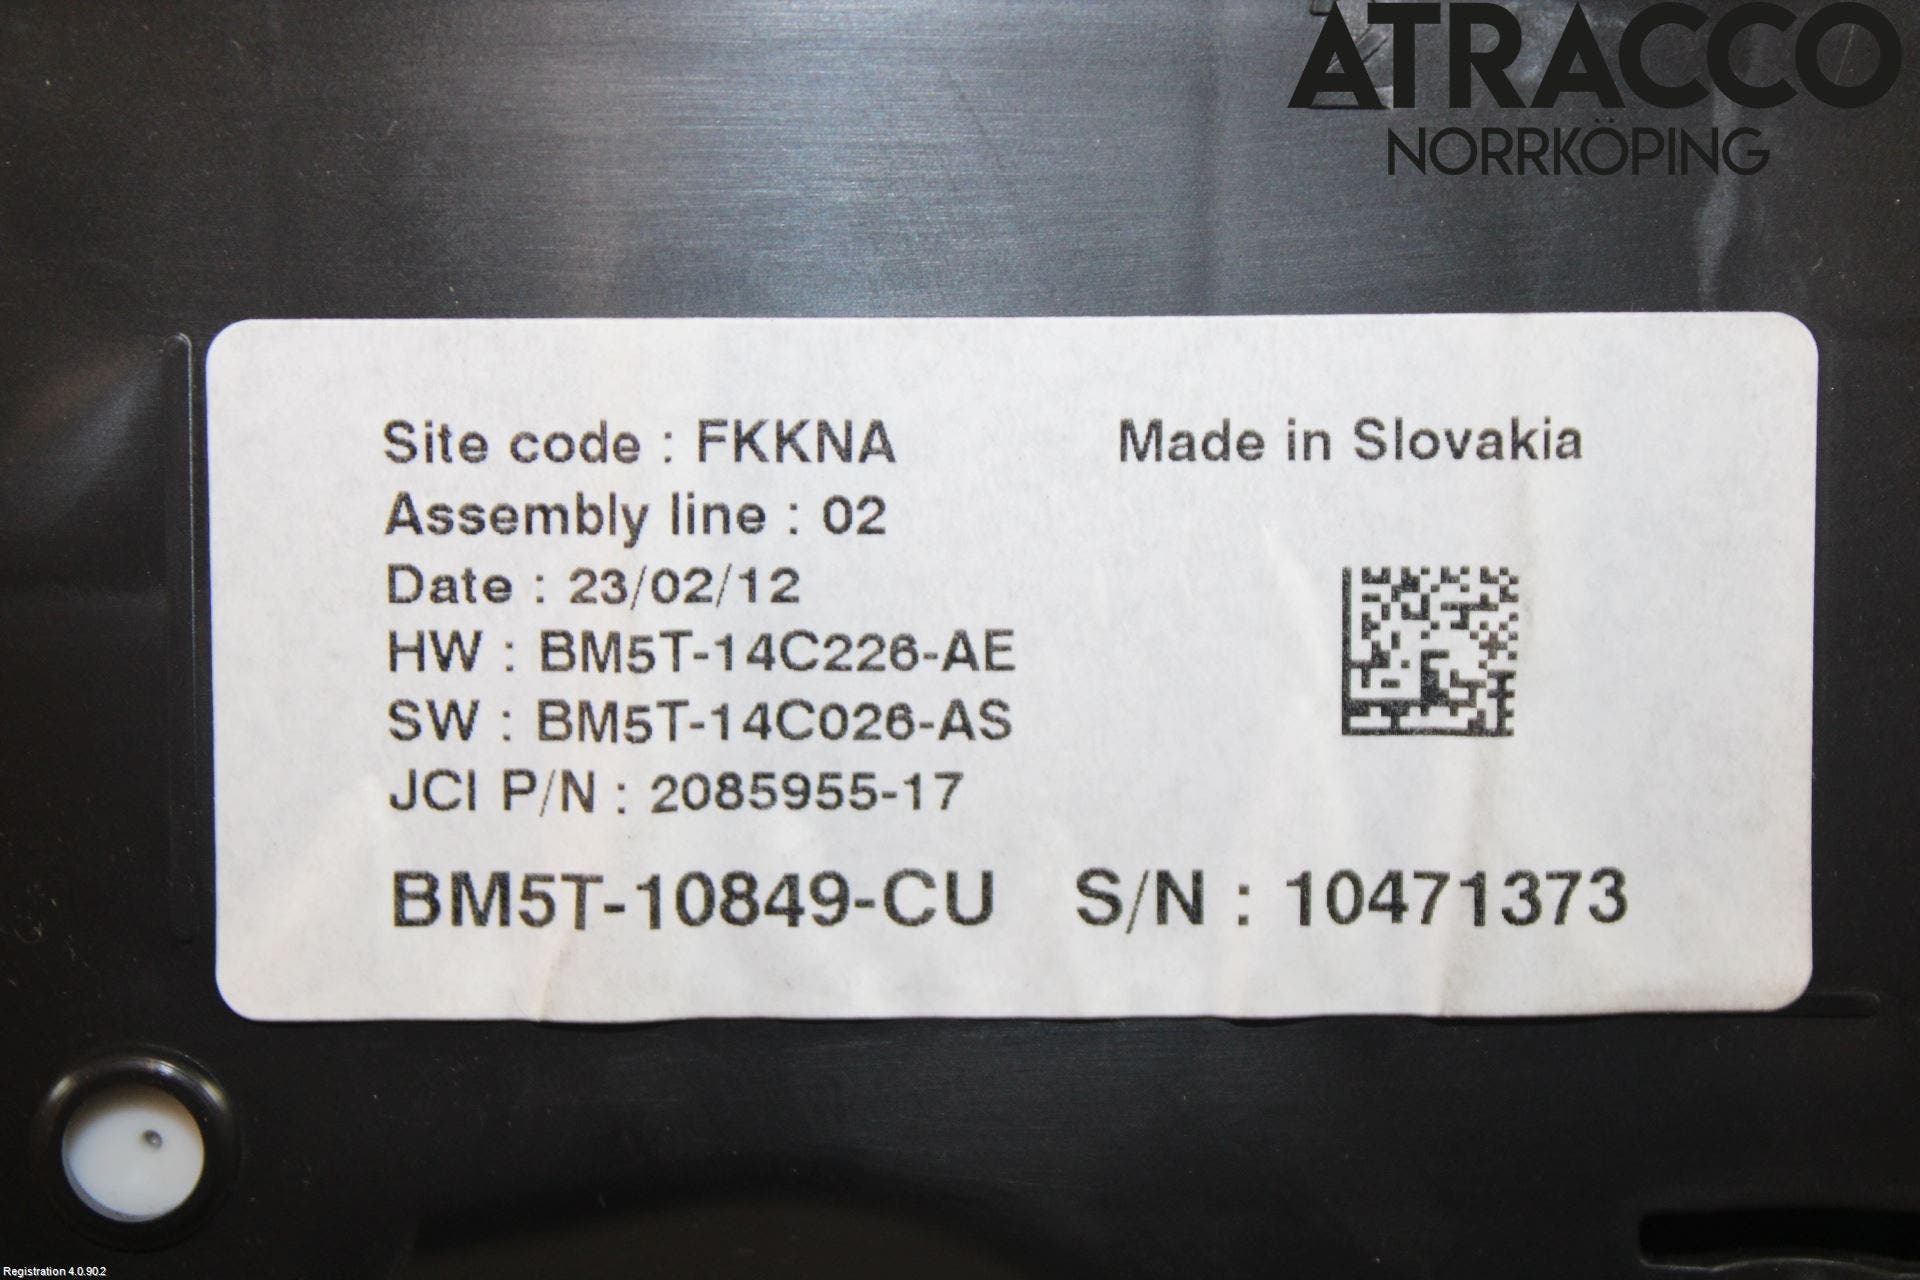 ATRACCO
NORRKÖPING
Site code : FKKNA
Made in Slovakia
Assembly line : 02
Date : 23/02/12
HW : BM5T-14C226-AE
SW : BM5T-14C026-AS
JCI P/N : 2085955-17
BM5T-10849-CU S/N : 10471373
Registration 4.0.90.2